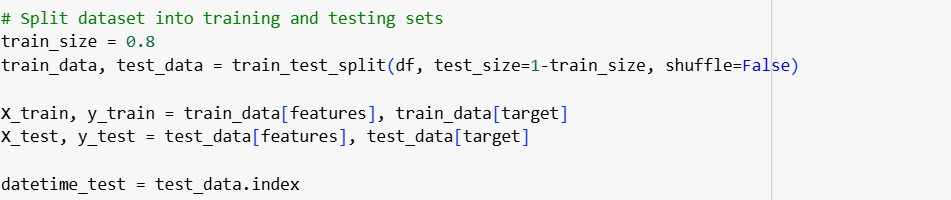 # Split dataset into training and testing sets
train_size = 0.8
train_data, test_data = train_test_split(df, test_size=1-train_size, shuffle=False)
X_train, y_train = train_data[features], train_data[target]
X_test, y_test = test_data[features], test_data[target]
datetime_test = test_data.index